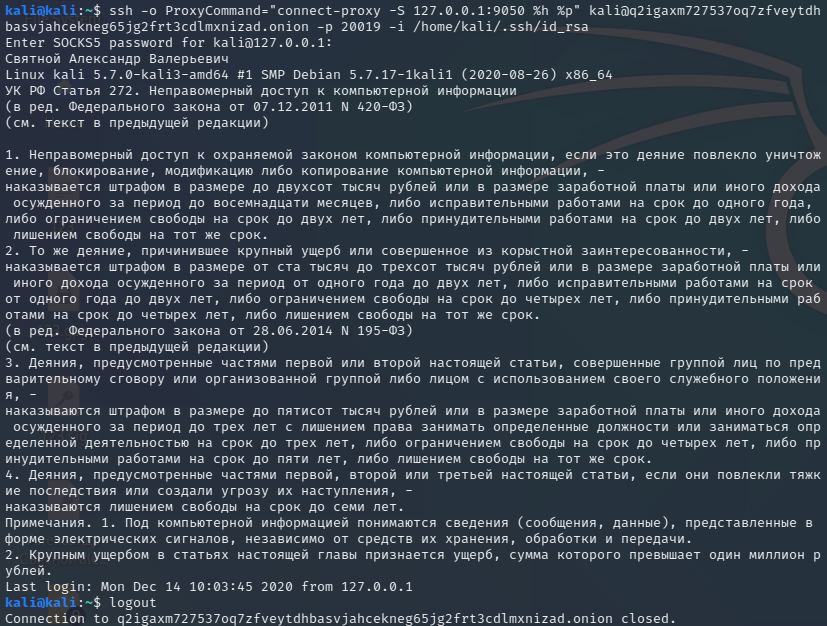 kali@kali:~$ ssh -o ProxyCommand="connect-proxy -S 127.0.0.1:9050 %h %p" kali@q2igaxm727537oq7zfveytdh
basvjahcekneg65jg2frt3cdlmxnizad.onion -p 20019 -i /home/kali/.ssh/id_rsa
Enter SOCKS5 password for kali@127.0.0.1:
Святной Александр Валерьевич
Linux kali 5.7.0-kali3-amd64 #1 SMP Debian 5.7.17-1kali1 (2020-08-26) x86_64
УК РФ Статья 272. Неправомерный доступ к компьютерной информации
(в ред. Федерального закона от 07.12.2011 N 420-ФЗ)
(см. текст в предыдущей редакции)
1. Неправомерный доступ к охраняемой законом компьютерной информации, если это деяние повлекло уничтож
ение, блокирование, модификацию либо копирование компьютерной информации, -
наказывается штрафом в размере до двухсот тысяч рублей или в размере заработной платы или иного дохода
осужденного за период до восемнадцати месяцев, либо исправительными работами на срок до одного года,
либо ограничением свободы на срок до двух лет, либо принудительными работами на срок до двух лет, либо
лишением свободы на тот же срок.
2. То же деяние, причинившее крупный ущерб или совершенное из корыстной заинтересованности, -
наказывается штрафом в размере от ста тысяч до трехсот тысяч рублей или в размере заработной платы или
иного дохода осужденного за период от одного года до двух лет, либо исправительными работами на срок
от одного года до двух лет, либо ограничением свободы на срок до четырех лет, либо принудительными раб
отами на срок до четырех лет, либо лишением свободы на тот же срок.
(в ред. Федерального закона от 28.06.2014 N 195-ФЗ)
(см. текст в предыдущей редакции)
3. Деяния, предусмотренные частями первой или второй настоящей статьи, совершенные группой лиц по пред
варительному сговору или организованной группой либо лицом с использованием своего служебного положени
я, -
наказываются штрафом в размере до пятисот тысяч рублей или в размере заработной платы или иного дохода
осужденного за период до трех лет с лишением права занимать определенные должности или заниматься опр
еделенной деятельностью на срок до трех лет, либо ограничением свободы на срок до четырех лет, либо пр
инудительными работами на срок до пяти лет, либо лишением свободы на тот же срок.
4. Деяния, предусмотренные частями первой, второй или третьей настоящей статьи, если они повлекли тяжк
ие последствия или создали угрозу их наступления, -
наказываются лишением свободы на срок до семи лет.
Примечания. 1. Под компьютерной информацией понимаются сведения (сообщения, данные), представленные в
форме электрических сигналов, независимо от средств их хранения, обработки и передачи.
2. Крупным ущербом в статьях настоящей главы признается ущерб, сумма которого превышает один миллион р
ублей.
Last login: Mon Dec 14 10:03:45 2020 from 127.0.0.1
kali@kali:~$ logout
Connection to q2igaxm727537oq7zfveytdhbasvjahcekneg65jg2frt3cdlmxnizad.onion closed.